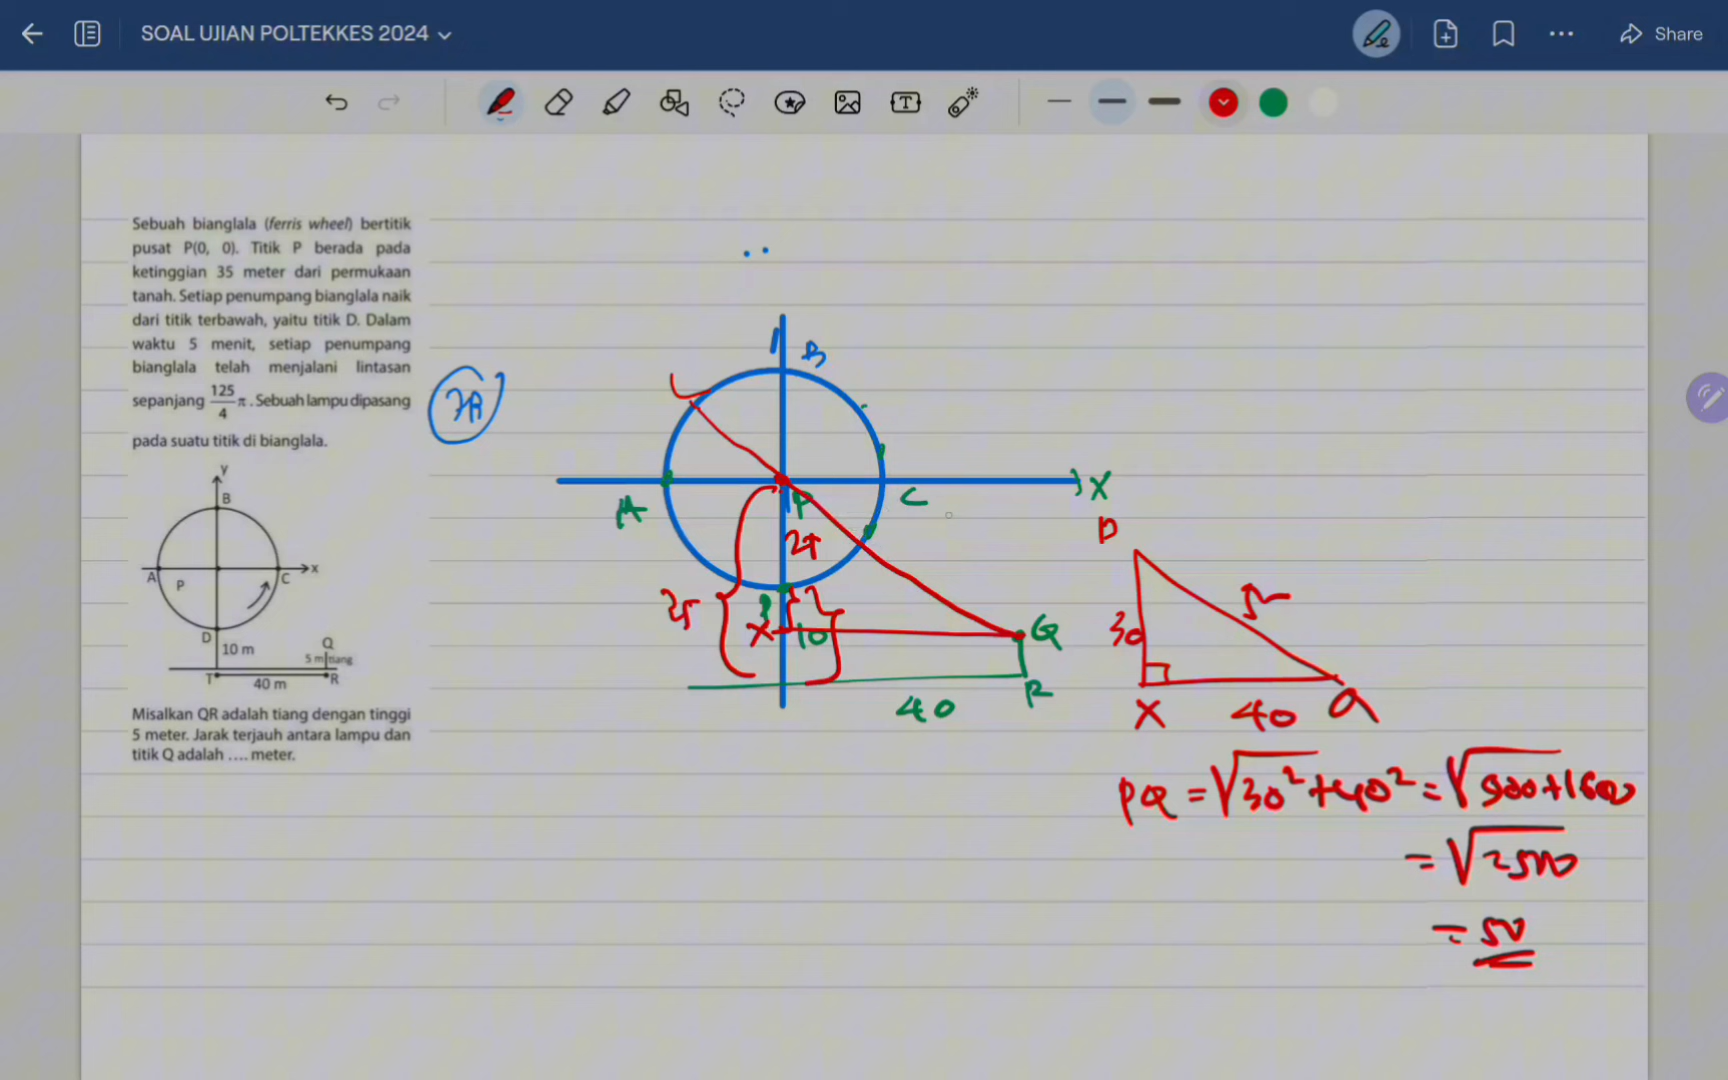 SOAL UJIAN POLTEKKES 2024
Share
Sebuah bianglala (ferris wheel) bertitik
pusat P(0, 0). Titik P berada pada
ketinggian 35 meter dari permukaan
tanah. Setiap penumpang bianglala naik
dari titik terbawah, yaitu titik D. Dalam
waktu 5 menit, setiap penumpang
bianglala telah menjalani lintasan
sepanjang 125/4 π. Sebuah lampu dipasang
pada suatu titik di bianglala.
y
B
A
P
C
x
D
10 m
Q
5 m tiang
T
R
40 m
Misalkan QR adalah tiang dengan tinggi
5 meter. Jarak terjauh antara lampu dan
titik Q adalah .... meter.
B
X
A
P
C
25
35
X
10
Q
R
40
P
30
50
X
40
Q
PQ = √30² + 40² = √900 + 1600
= √2500
= 50